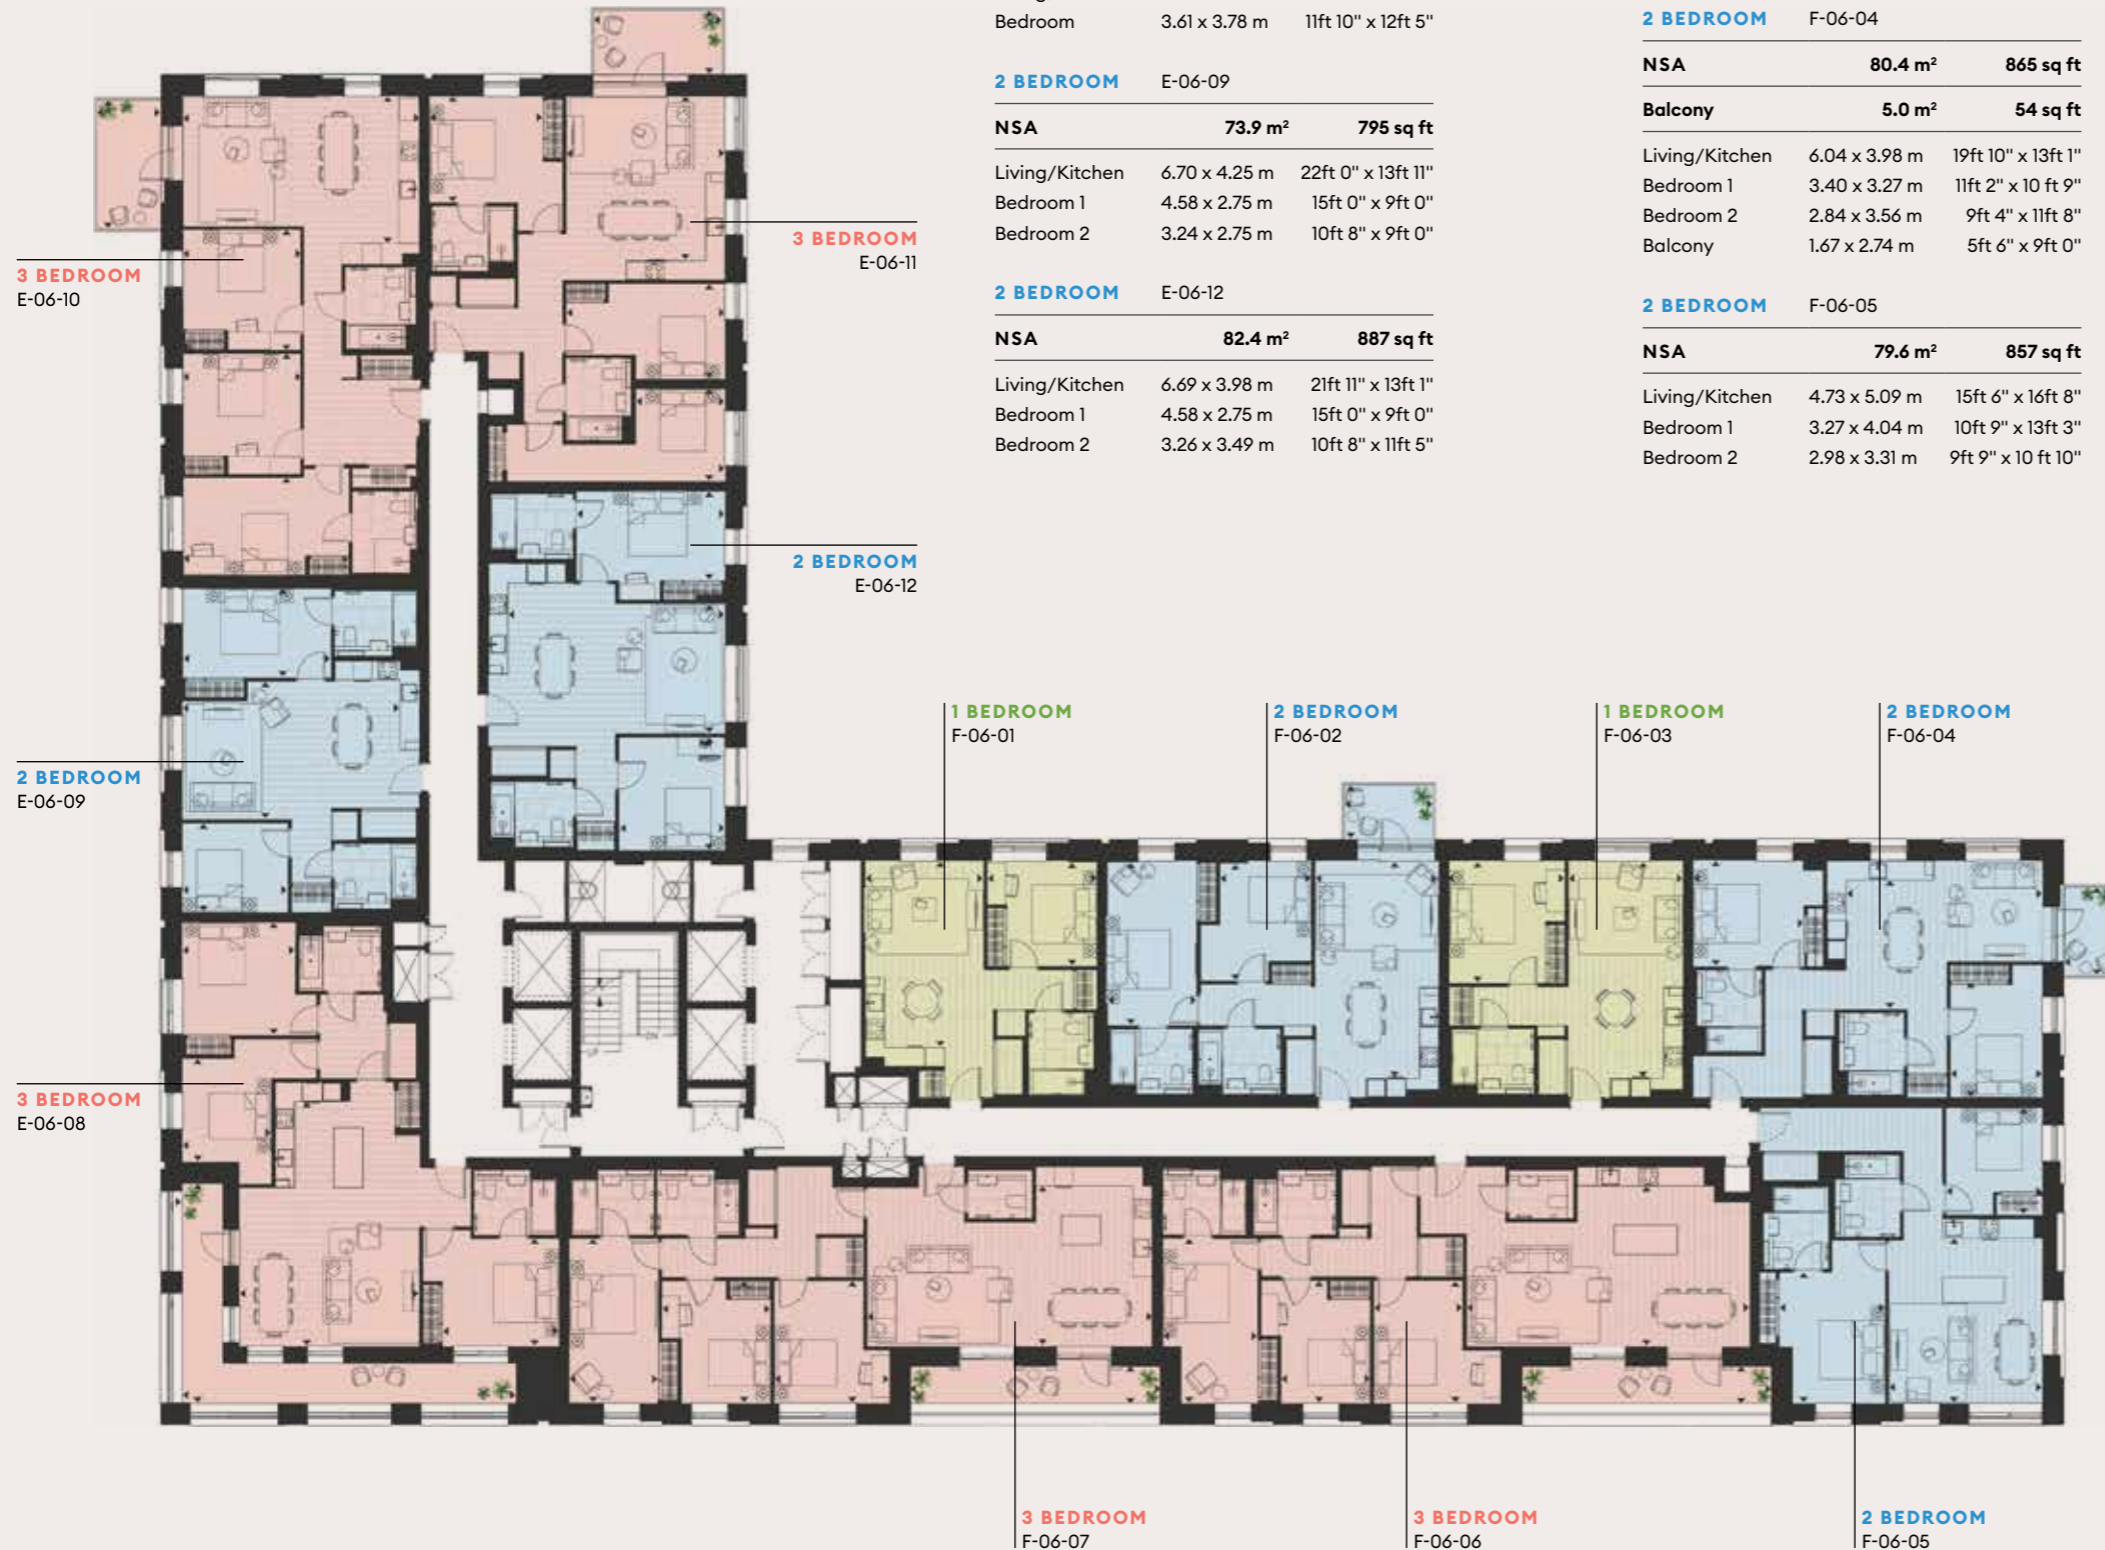 Bedroom 3.61 x 3.78 m 11ft 10" x 12ft 5"
2 BEDROOM E-06-09
NSA 73.9 m² 795 sq ft
Living/Kitchen 6.70 x 4.25 m 22ft 0" x 13ft 11"
Bedroom 1 4.58 x 2.75 m 15ft 0" x 9ft 0"
Bedroom 2 3.24 x 2.75 m 10ft 8" x 9ft 0"
2 BEDROOM E-06-12
NSA 82.4 m² 887 sq ft
Living/Kitchen 6.69 x 3.98 m 21ft 11" x 13ft 1"
Bedroom 1 4.58 x 2.75 m 15ft 0" x 9ft 0"
Bedroom 2 3.26 x 3.49 m 10ft 8" x 11ft 5"
2 BEDROOM F-06-04
NSA 80.4 m² 865 sq ft
Balcony 5.0 m² 54 sq ft
Living/Kitchen 6.04 x 3.98 m 19ft 10" x 13ft 1"
Bedroom 1 3.40 x 3.27 m 11ft 2" x 10 ft 9"
Bedroom 2 2.84 x 3.56 m 9ft 4" x 11ft 8"
Balcony 1.67 x 2.74 m 5ft 6" x 9ft 0"
2 BEDROOM F-06-05
NSA 79.6 m² 857 sq ft
Living/Kitchen 4.73 x 5.09 m 15ft 6" x 16ft 8"
Bedroom 1 3.27 x 4.04 m 10ft 9" x 13ft 3"
Bedroom 2 2.98 x 3.31 m 9ft 9" x 10 ft 10"
3 BEDROOM
E-06-11
3 BEDROOM
E-06-10
2 BEDROOM
E-06-12
1 BEDROOM
F-06-01
2 BEDROOM
F-06-02
1 BEDROOM
F-06-03
2 BEDROOM
F-06-04
2 BEDROOM
E-06-09
3 BEDROOM
E-06-08
3 BEDROOM
F-06-07
3 BEDROOM
F-06-06
2 BEDROOM
F-06-05